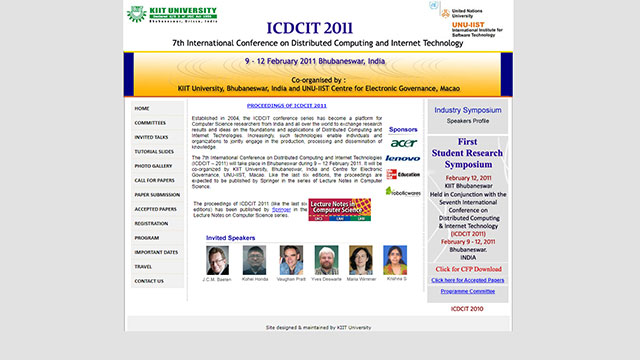 KIIT UNIVERSITY
Bhubaneswar, Orissa, India
ICDCIT 2011
7th International Conference on Distributed Computing and Internet Technology
United Nations
University
UNU-IIST
International Institute for
Software Technology
9 - 12 February 2011 Bhubaneswar, India
Co-organised by :
KIIT University, Bhubaneswar, India and UNU-IIST Centre for Electronic Governance, Macao
HOME
COMMITTEES
INVITED TALKS
TUTORIAL SLIDES
PHOTO GALLERY
CALL FOR PAPERS
PAPER SUBMISSION
ACCEPTED PAPERS
REGISTRATION
PROGRAM
IMPORTANT DATES
TRAVEL
CONTACT US
PROCEEDINGS OF ICDCIT 2011
Established in 2004, the ICDCIT conference series has become a platform for
Computer Science researchers from India and all over the world to exchange research
results and ideas on the foundations and applications of Distributed Computing and
Internet Technologies. Increasingly, such technologies enable individuals and
organizations to jointly engage in the production, processing and dissemination of
knowledge.
The 7th International Conference on Distributed Computing and Internet Technologies
(ICDCIT – 2011) will take place in Bhubaneswar during 9 – 12 February 2011. It will be
co-organized by KIIT University, Bhubaneswar, India and Centre for Electronic
Governance, UNU-IIST, Macao. Like the last six editions, the proceedings are
expected to be published by Springer in the series of Lecture Notes in Computer
Science.
The proceedings of ICDCIT 2011 (like the last six
editions) has been published by Springer in the
Lecture Notes on Computer Science series.
Lecture Notes in
Computer Science
LNCS LNAI LNBI
Sponsors
acer
lenovo
Education
roboticwares
Invited Speakers
J.C.M. Baeten
Kohei Honda
Vaughan Pratt
Madhu Wimmer
Krishna S
Industry Symposium
Speakers Profile
First
Student Research
Symposium
February 12, 2011
KIIT Bhubaneswar
Held in Conjunction with the
Seventh International
Conference on
Distributed Computing
& Internet Technology
(ICDCIT 2011)
February 9 - 12, 2011
Bhubaneswar.
INDIA
Click for CFP Download
Click here for Accepted Papers
Programme Committee
ICDCIT 2010
Site designed & maintained by KIIT University